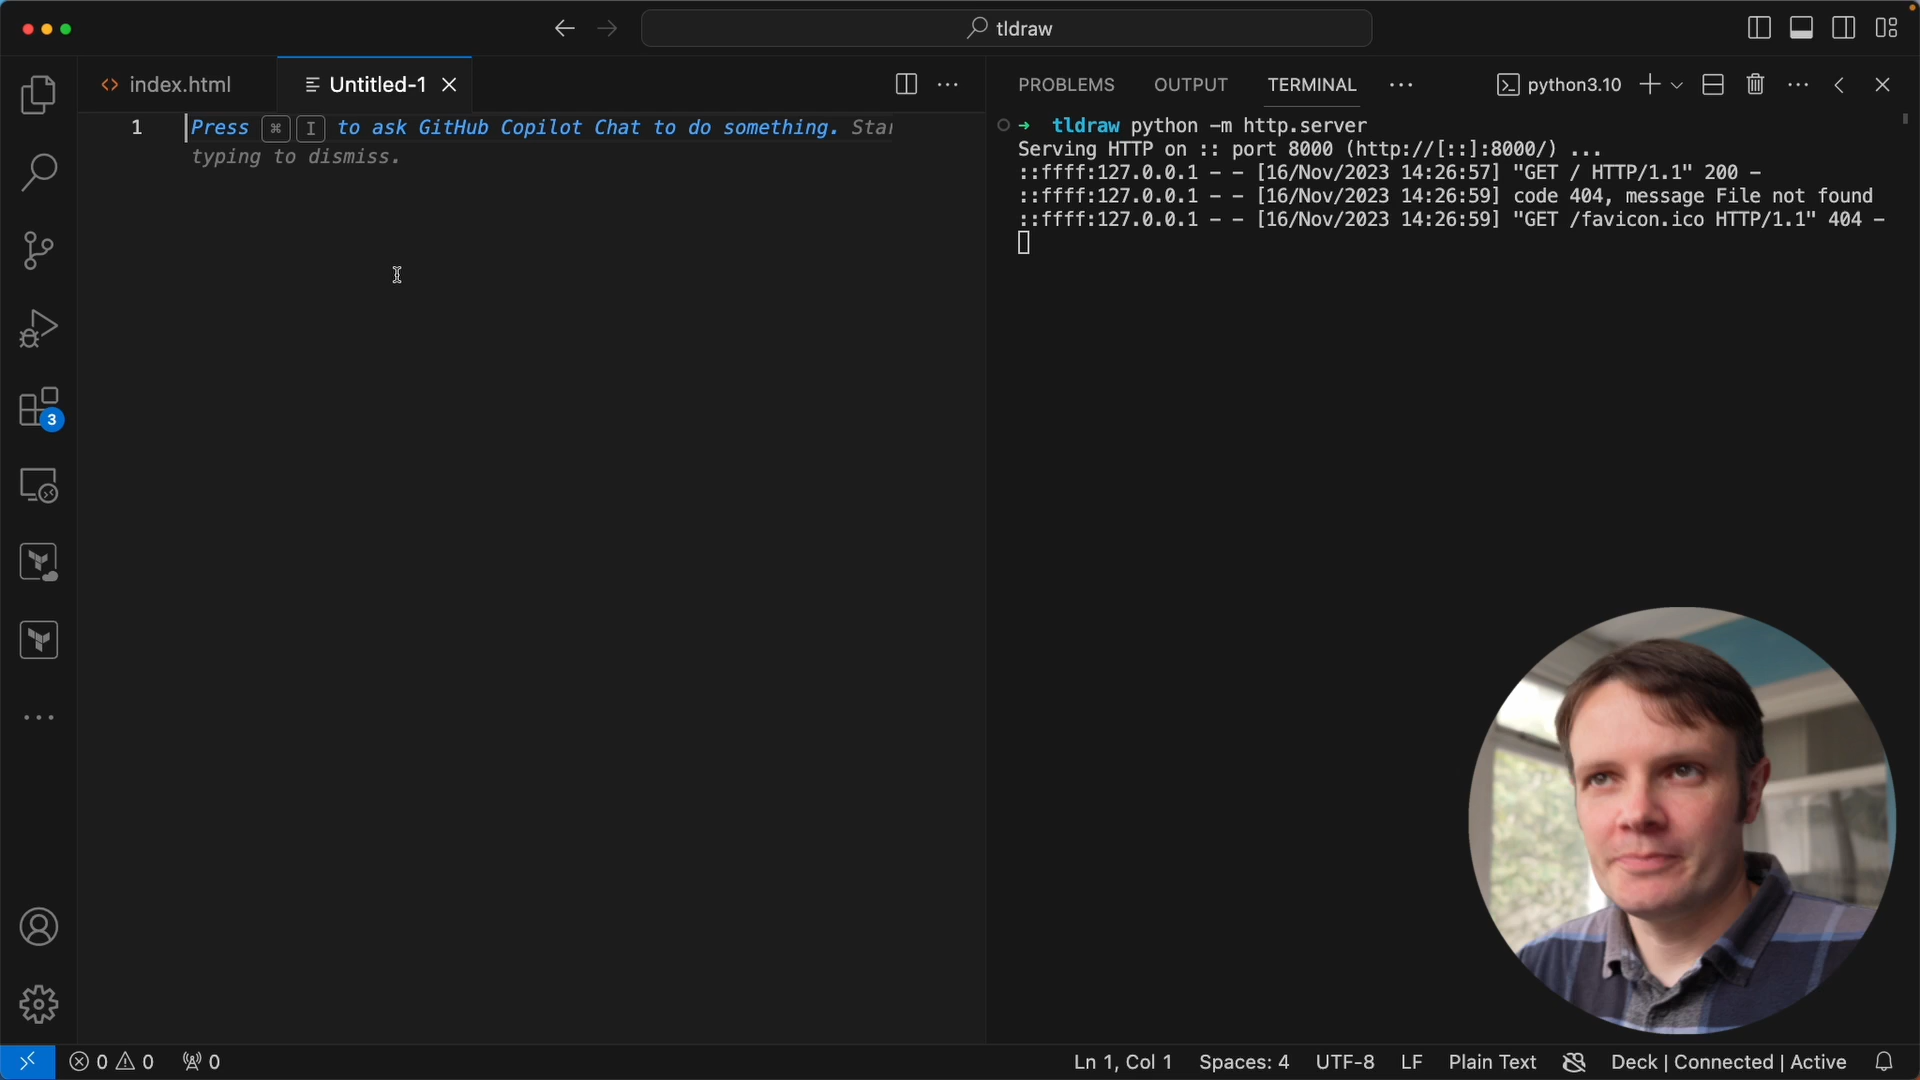 tldraw
index.html
Untitled-1
PROBLEMS OUTPUT TERMINAL
python3.10
1
Press ⌘ I to ask GitHub Copilot Chat to do something. Star
typing to dismiss.
→ tldraw python -m http.server
Serving HTTP on :: port 8000 (http://[::]:8000/) ...
::ffff:127.0.0.1 - - [16/Nov/2023 14:26:57] "GET / HTTP/1.1" 200 -
::ffff:127.0.0.1 - - [16/Nov/2023 14:26:59] code 404, message File not found
::ffff:127.0.0.1 - - [16/Nov/2023 14:26:59] "GET /favicon.ico HTTP/1.1" 404 -
3
0 0 0
Ln 1, Col 1 Spaces: 4 UTF-8 LF Plain Text Deck | Connected | Active